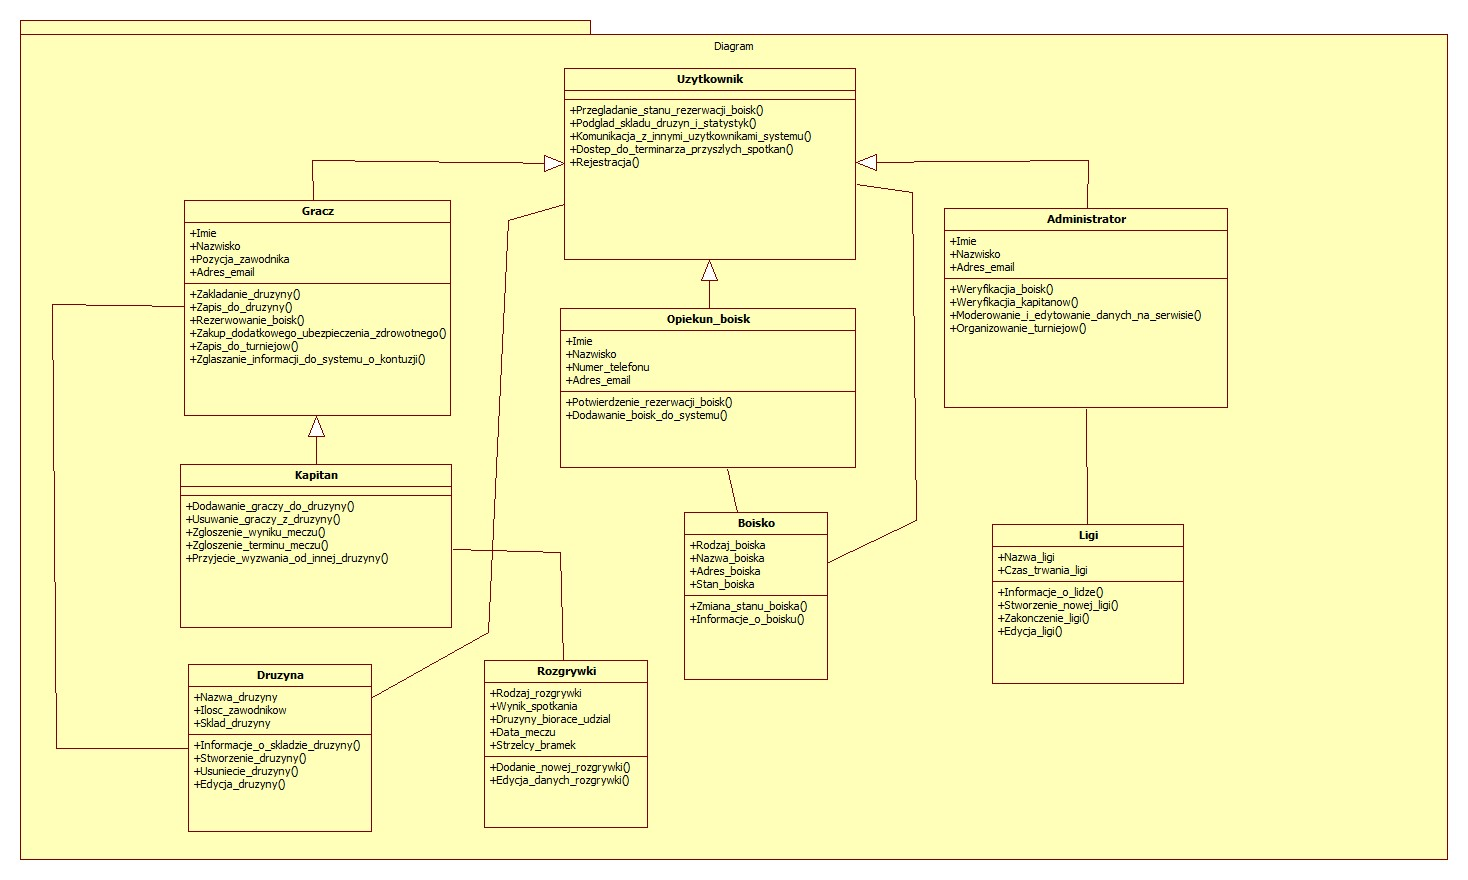 Diagram
Uzytkownik
+Przegladanie_stanu_rezerwacji_boisk()
+Podglad_skladu_druzyn_i_statystyk()
+Komunikacja_z_innymi_uzytkownikami_systemu()
+Dostep_do_terminarza_przyszlych_spotkan()
+Rejestracja()
Gracz
+Imie
+Nazwisko
+Pozycja_zawodnika
+Adres_email
+Zakladanie_druzyny()
+Zapis_do_druzyny()
+Rezerwowanie_boisk()
+Zakup_dodatkowego_ubezpieczenia_zdrowotnego()
+Zapis_do_turniejow()
+Zglaszanie_informacji_do_systemu_o_kontuzji()
Administrator
+Imie
+Nazwisko
+Adres_email
+Weryfikacjia_boisk()
+Weryfikacjia_kapitanow()
+Moderowanie_i_edytowanie_danych_na_serwisie()
+Organizowanie_turniejow()
Opiekun_boisk
+Imie
+Nazwisko
+Numer_telefonu
+Adres_email
+Potwierdzenie_rezerwacji_boisk()
+Dodawanie_boisk_do_systemu()
Kapitan
+Dodawanie_graczy_do_druzyny()
+Usuwanie_graczy_z_druzyny()
+Zgloszenie_wyniku_meczu()
+Zgloszenie_terminu_meczu()
+Przyjecie_wyzwania_od_innej_druzyny()
Boisko
+Rodzaj_boiska
+Nazwa_boiska
+Adres_boiska
+Stan_boiska
+Zmiana_stanu_boiska()
+Informacje_o_boisku()
Ligi
+Nazwa_ligi
+Czas_trwania_ligi
+Informacje_o_lidze()
+Stworzenie_nowej_ligi()
+Zakonczenie_ligi()
+Edycja_ligi()
Druzyna
+Nazwa_druzyny
+Ilosc_zawodnikow
+Sklad_druzyny
+Informacje_o_skladzie_druzyny()
+Stworzenie_druzyny()
+Usuniecie_druzyny()
+Edycja_druzyny()
Rozgrywki
+Rodzaj_rozgrywki
+Wynik_spotkania
+Druzyny_biorace_udzial
+Data_meczu
+Strzelcy_bramek
+Dodanie_nowej_rozgrywki()
+Edycja_danych_rozgrywki()